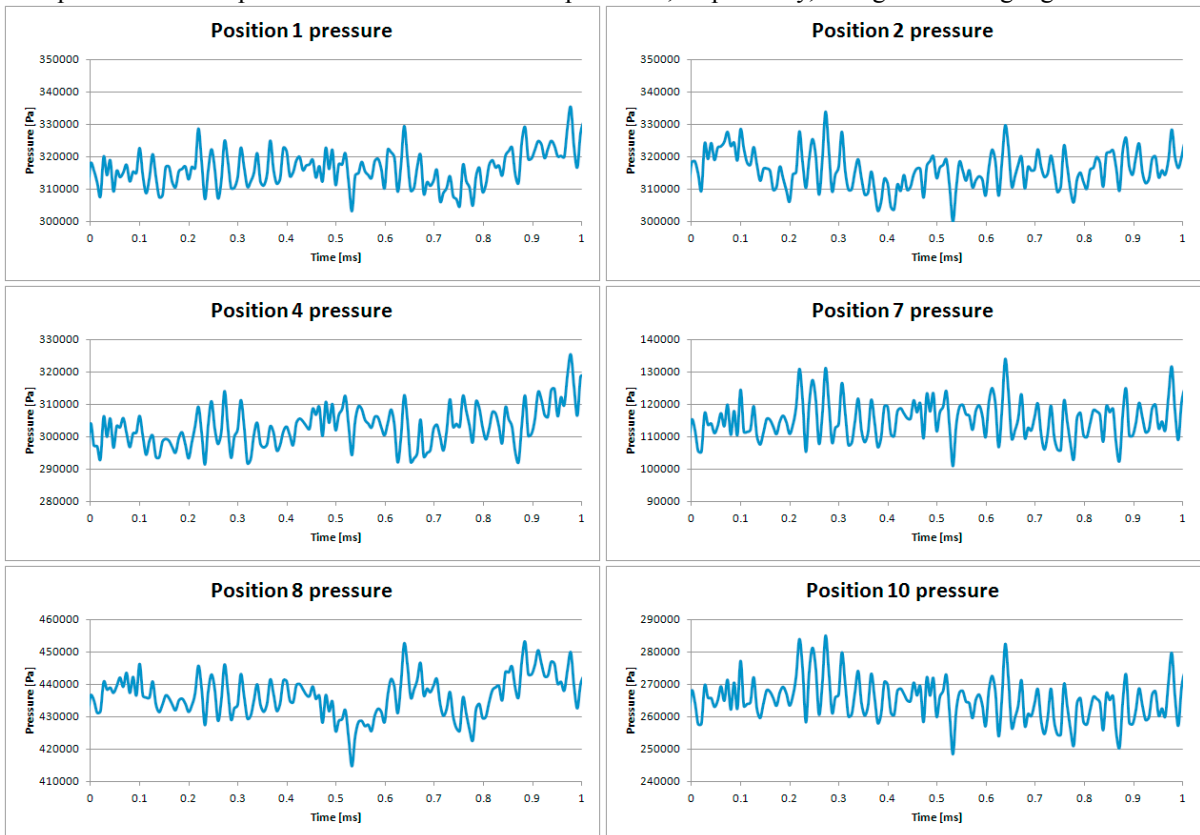 Position 1 pressure
Pressure [Pa]
350000
340000
330000
320000
310000
300000
0 0.1 0.2 0.3 0.4 0.5 0.6 0.7 0.8 0.9 1
Time [ms]
Position 2 pressure
Pressure [Pa]
350000
340000
330000
320000
310000
300000
0 0.1 0.2 0.3 0.4 0.5 0.6 0.7 0.8 0.9 1
Time [ms]
Position 4 pressure
Pressure [Pa]
330000
320000
310000
300000
290000
280000
0 0.1 0.2 0.3 0.4 0.5 0.6 0.7 0.8 0.9 1
Time [ms]
Position 7 pressure
Pressure [Pa]
140000
130000
120000
110000
100000
90000
0 0.1 0.2 0.3 0.4 0.5 0.6 0.7 0.8 0.9 1
Time [ms]
Position 8 pressure
Pressure [Pa]
460000
450000
440000
430000
420000
410000
0 0.1 0.2 0.3 0.4 0.5 0.6 0.7 0.8 0.9 1
Time [ms]
Position 10 pressure
Pressure [Pa]
290000
280000
270000
260000
250000
240000
0 0.1 0.2 0.3 0.4 0.5 0.6 0.7 0.8 0.9 1
Time [ms]